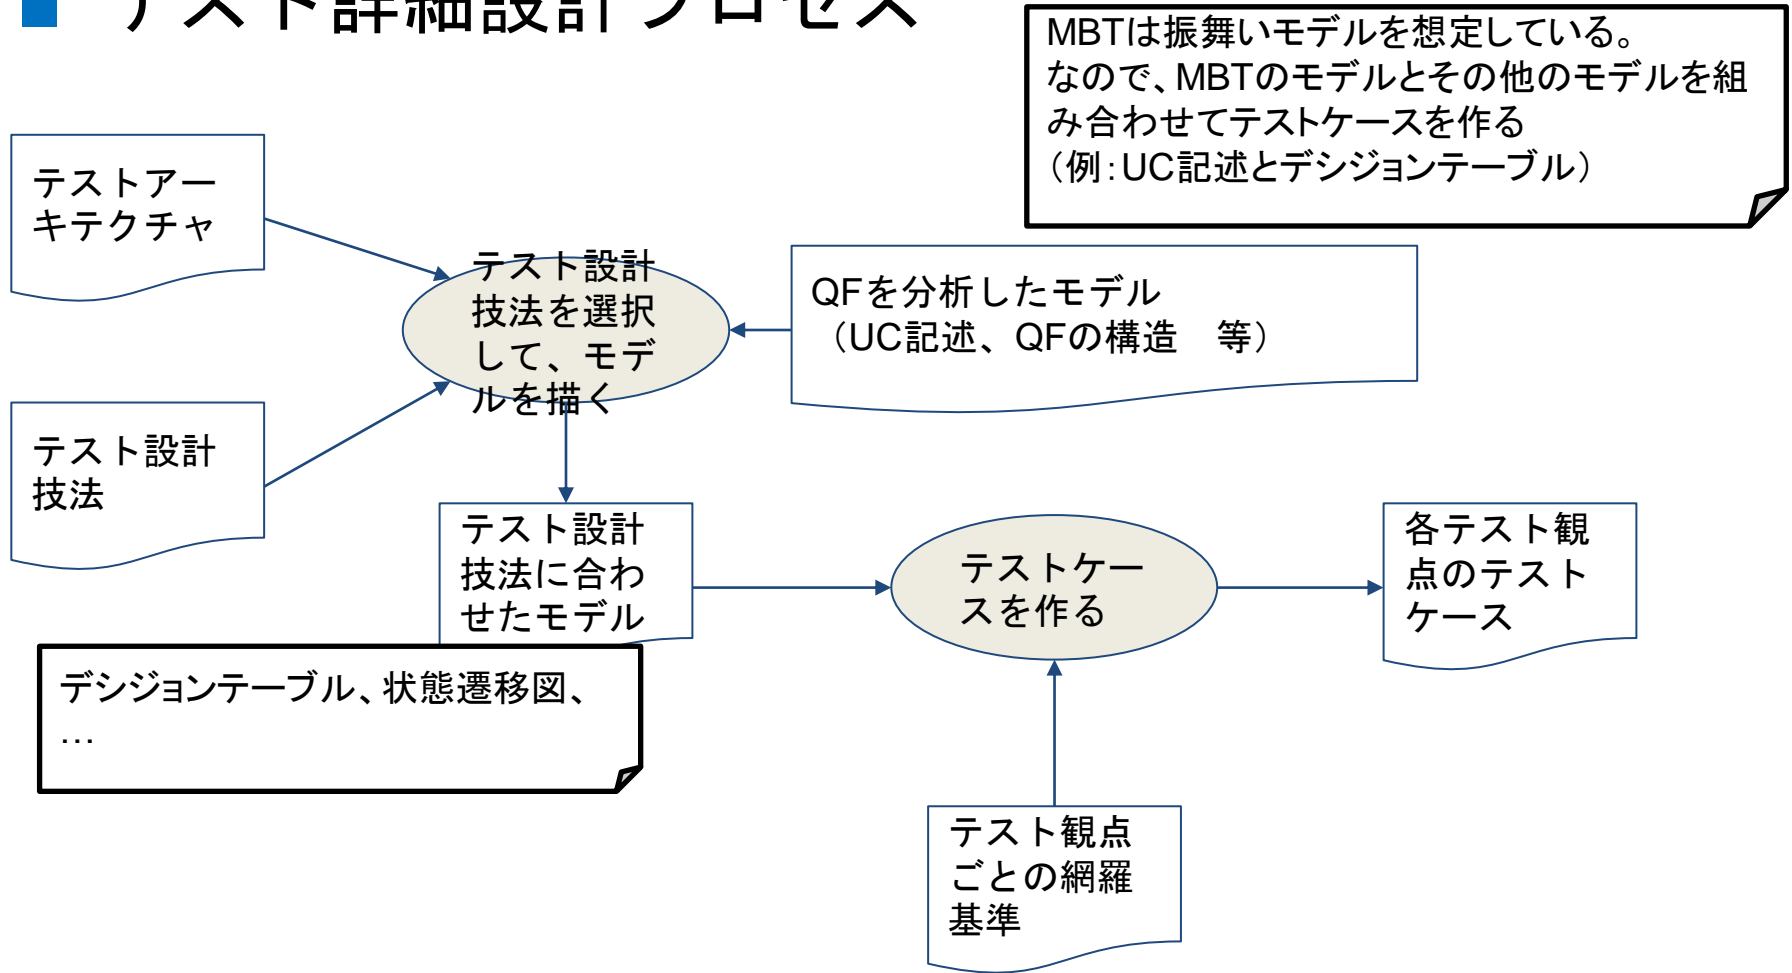 テスト詳細設計プロセス
MBTは振舞いモデルを想定している。
なので、MBTのモデルとその他のモデルを組
み合わせてテストケースを作る
（例：UC記述とデシジョンテーブル）
テストアー
キテクチャ
テスト設計
技法を選択
して、モデ
ルを描く
QFを分析したモデル
（UC記述、QFの構造　等）
テスト設計
技法
テスト設計
技法に合わ
せたモデル
テストケー
スを作る
各テスト観
点のテスト
ケース
デシジョンテーブル、状態遷移図、
…
テスト観点
ごとの網羅
基準